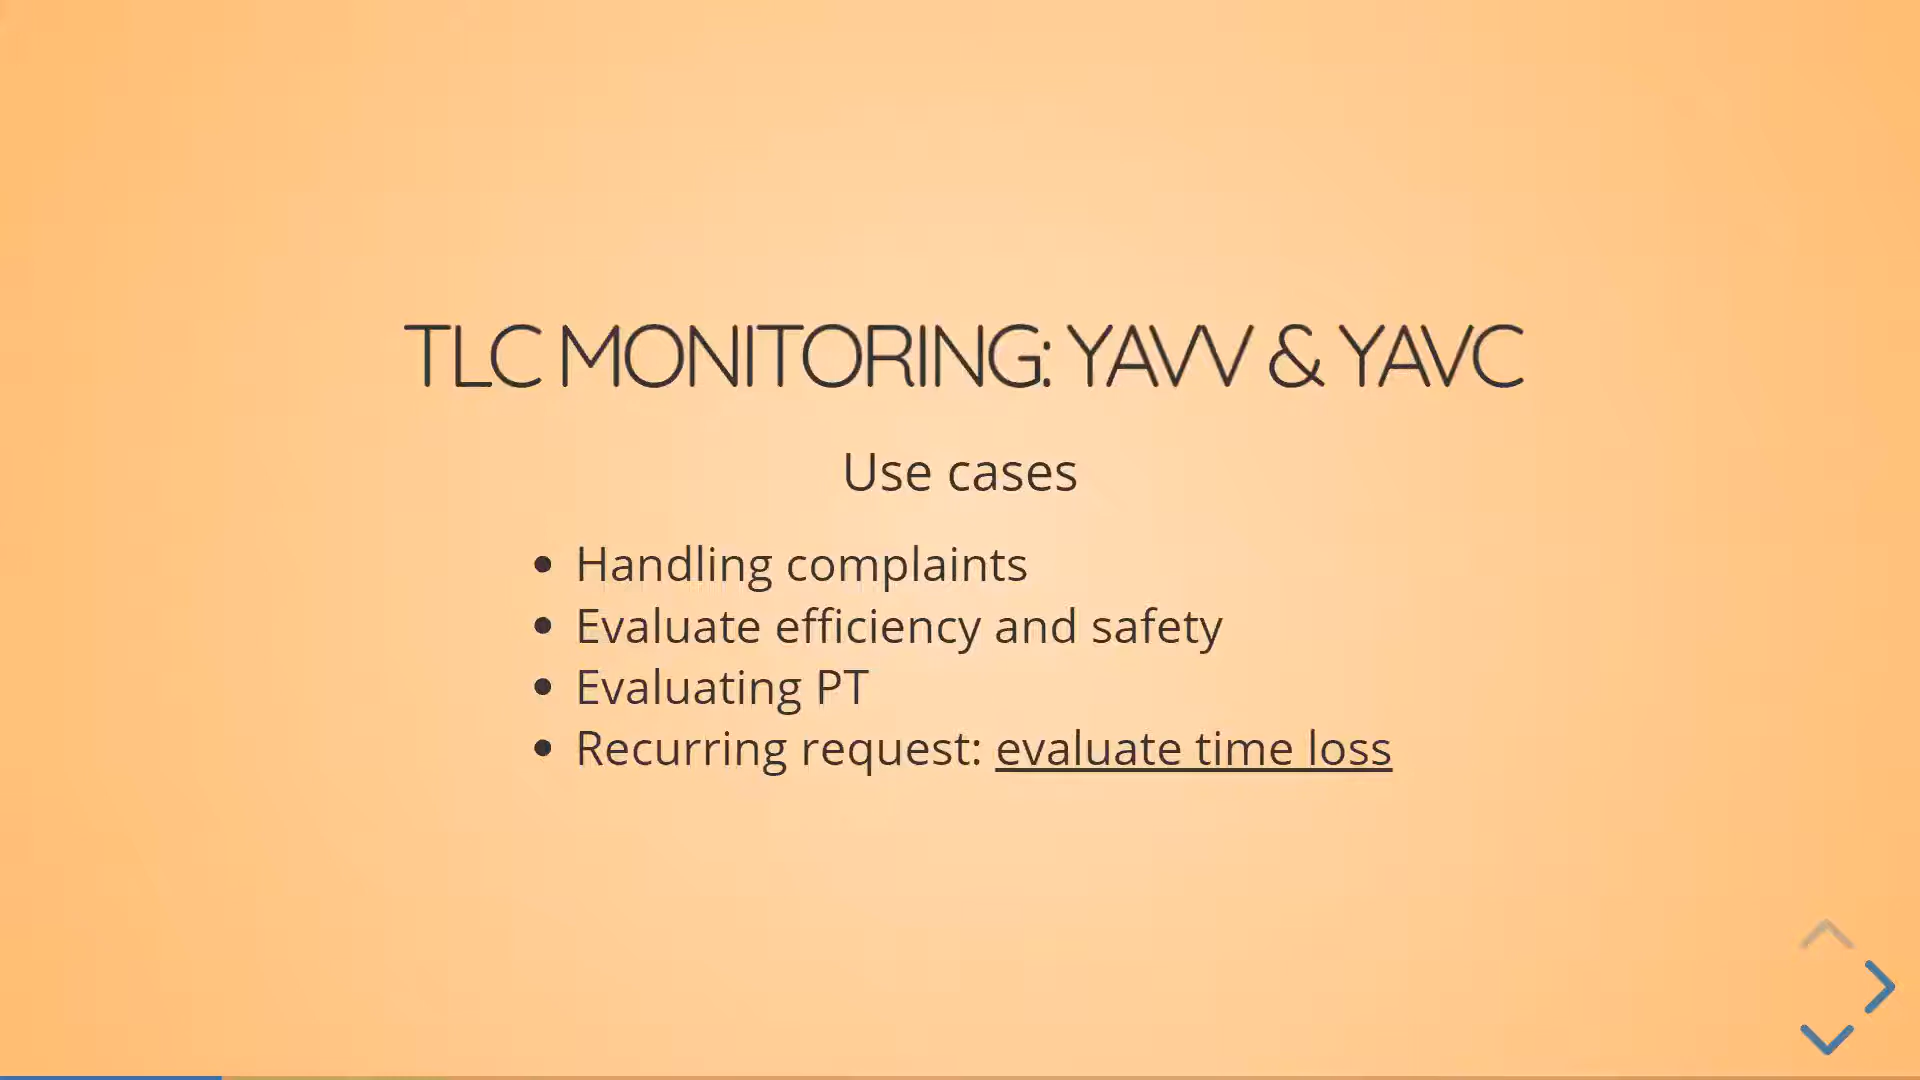 TLC MONITORING: YAVV & YAVC
Use cases
• Handling complaints
• Evaluate efficiency and safety
• Evaluating PT
• Recurring request: evaluate time loss